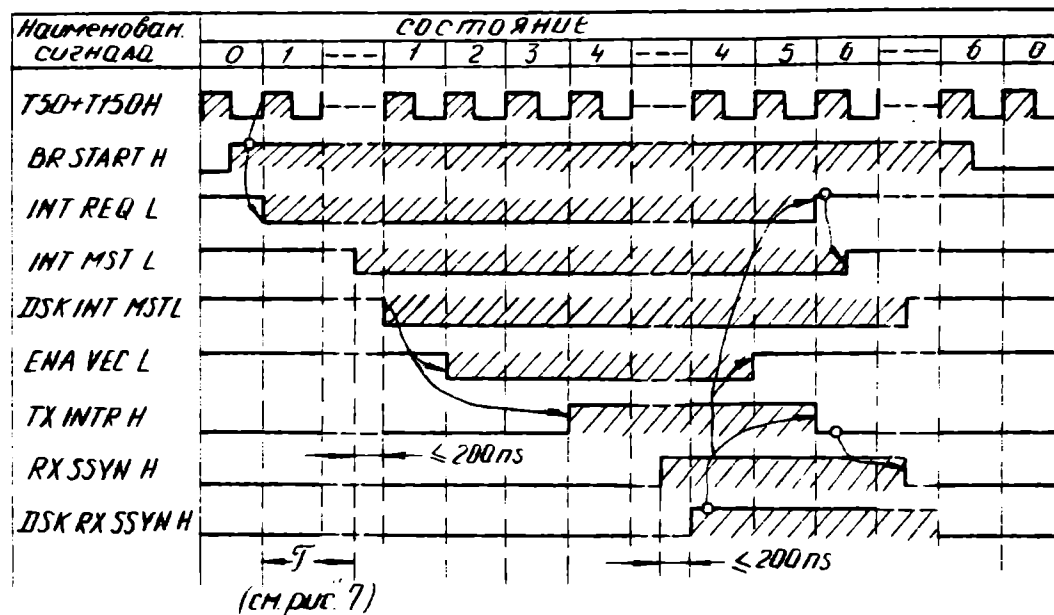 Наименован. сигнала
состояние
0 1 ---- 1 2 3 4 ---- 4 5 6 ---- 6 0
T50+T150H
BR START H
INT REQ L
INT MST L
DSK INT MST L
ENA VEC L
TX INTR H
≤200ns
RX SSYN H
DSK RX SSYN H
T
≤200ns
(см. рис. 7)